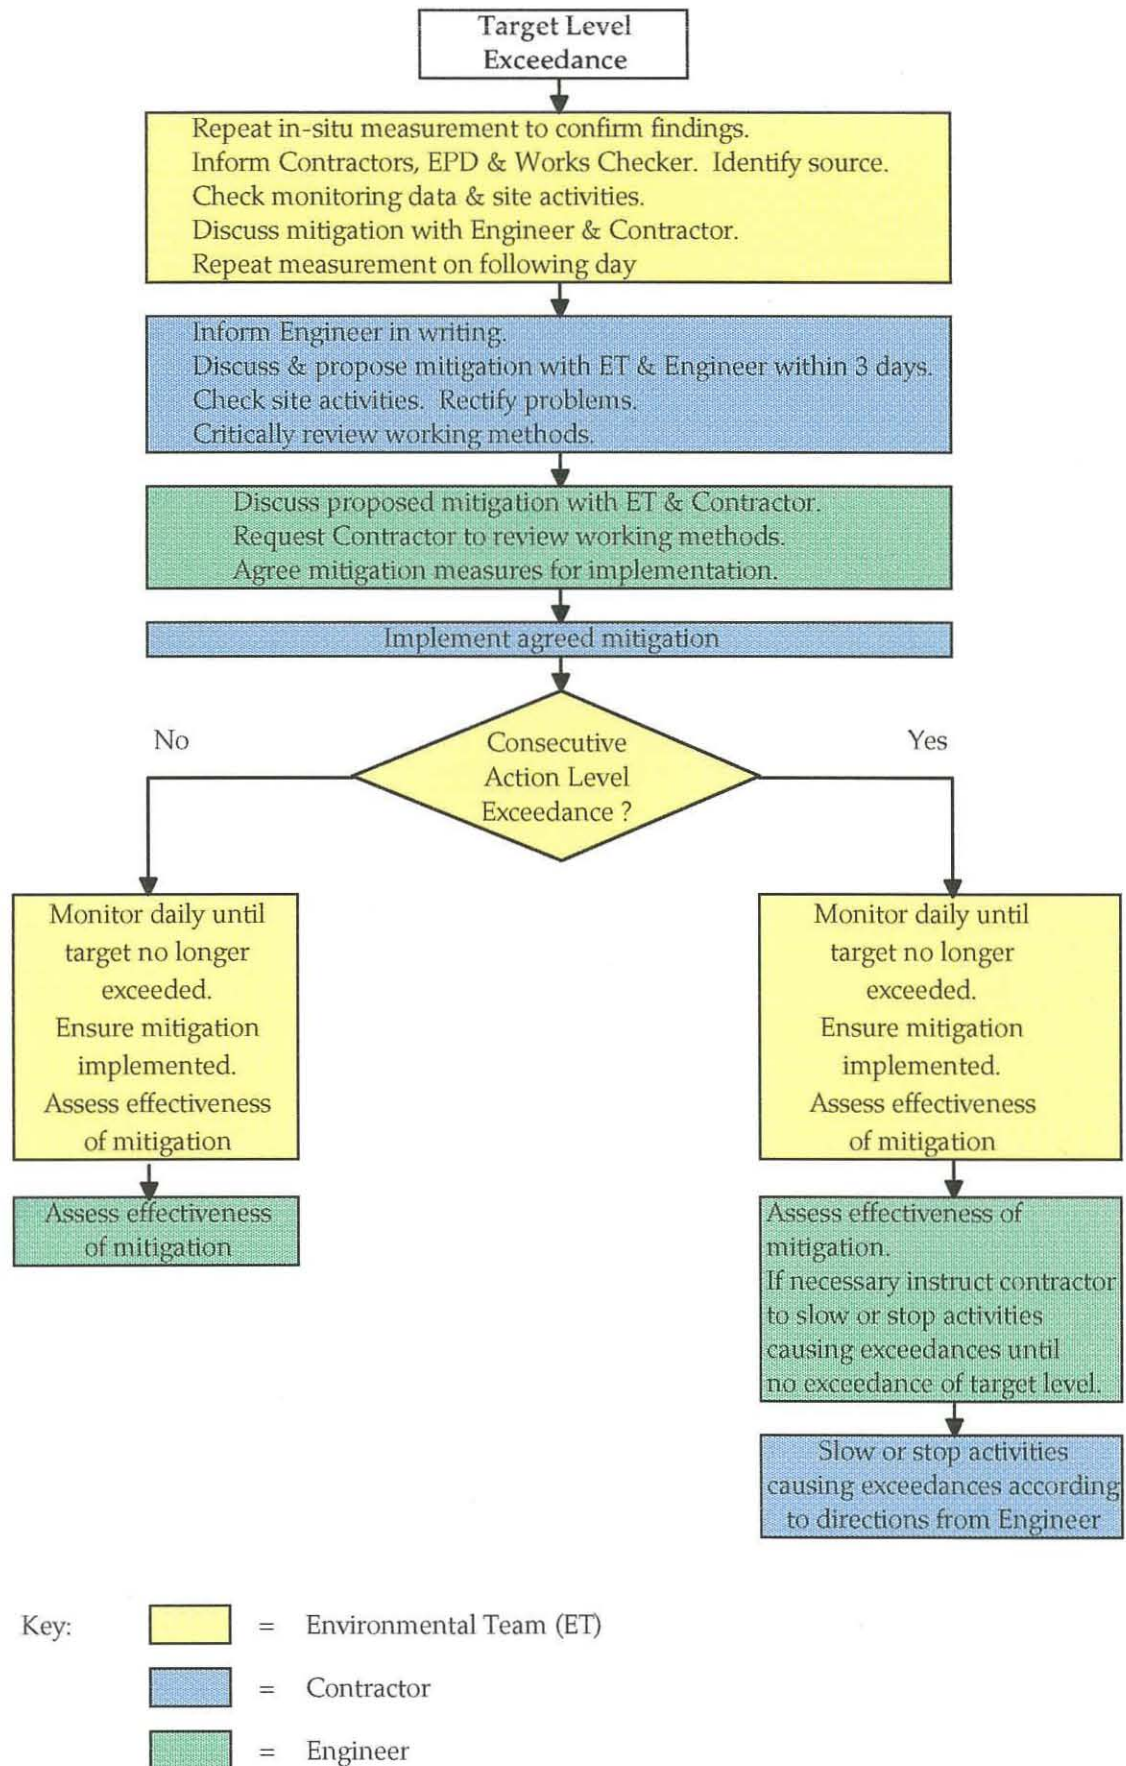 Target Level
Exceedance
Repeat in-situ measurement to confirm findings.
Inform Contractors, EPD & Works Checker. Identify source.
Check monitoring data & site activities.
Discuss mitigation with Engineer & Contractor.
Repeat measurement on following day
Inform Engineer in writing.
Discuss & propose mitigation with ET & Engineer within 3 days.
Check site activities. Rectify problems.
Critically review working methods.
Discuss proposed mitigation with ET & Contractor.
Request Contractor to review working methods.
Agree mitigation measures for implementation.
Implement agreed mitigation
No
Consecutive
Action Level
Exceedance ?
Yes
Monitor daily until
target no longer
exceeded.
Ensure mitigation
implemented.
Assess effectiveness
of mitigation
Assess effectiveness
of mitigation
Monitor daily until
target no longer
exceeded.
Ensure mitigation
implemented.
Assess effectiveness
of mitigation
Assess effectiveness of
mitigation.
If necessary instruct contractor
to slow or stop activities
causing exceedances until
no exceedance of target level.
Slow or stop activities
causing exceedances according
to directions from Engineer
Key:
= Environmental Team (ET)
= Contractor
= Engineer